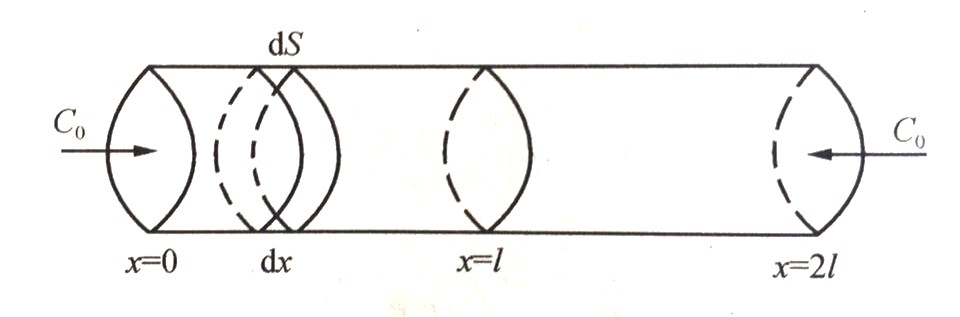 dS
C₀
C₀
x=0
dx
x=l
x=2l